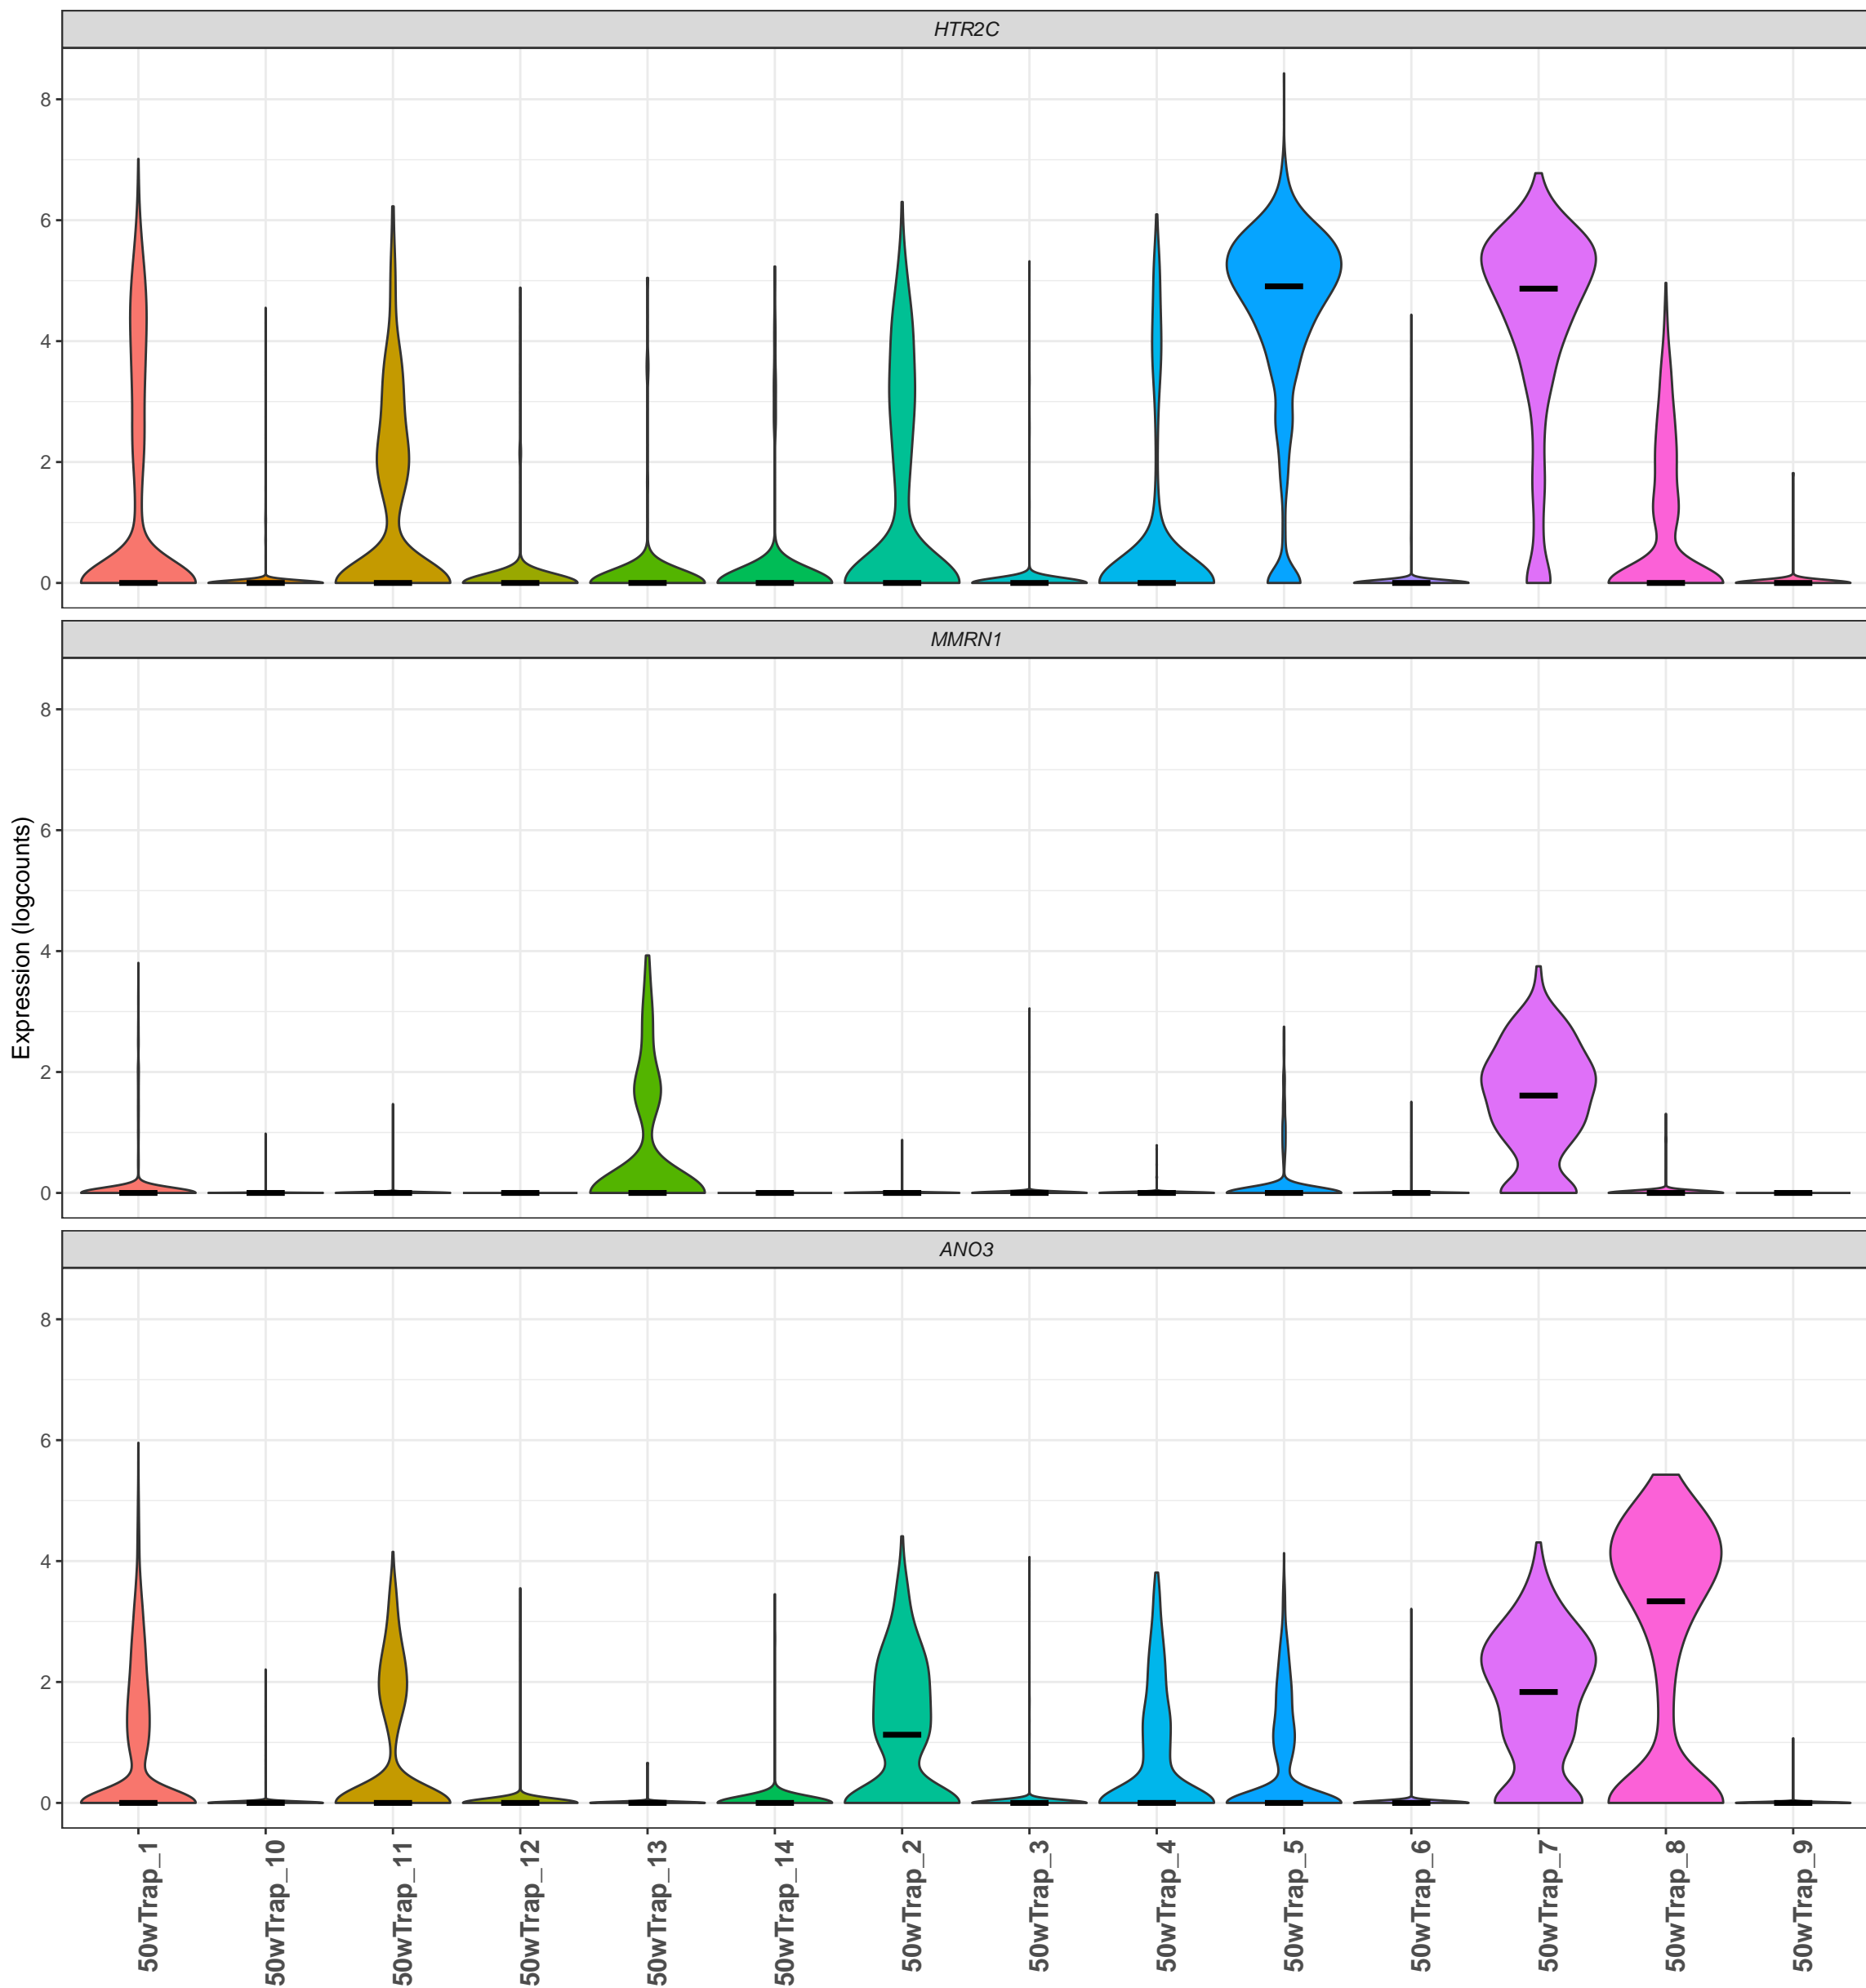 HTR2C
8
6
4
2
0
MMRN1
8
6
4
2
0
ANO3
8
6
4
2
0
Expression (logcounts)
50wTrap_1
50wTrap_10
50wTrap_11
50wTrap_12
50wTrap_13
50wTrap_14
50wTrap_2
50wTrap_3
50wTrap_4
50wTrap_5
50wTrap_6
50wTrap_7
50wTrap_8
50wTrap_9